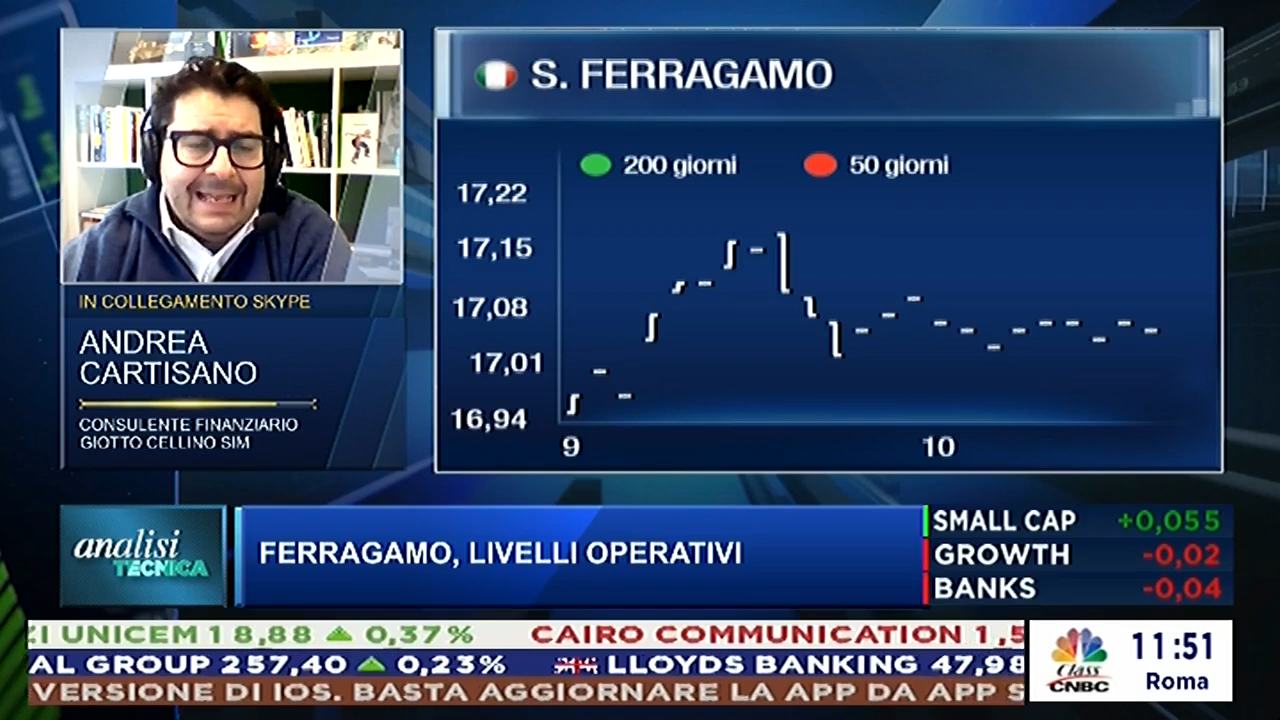 S. FERRAGAMO
200 giorni
50 giorni
17,22
17,15
17,08
17,01
16,94
9
10
IN COLLEGAMENTO SKYPE
ANDREA
CARTISANO
CONSULENTE FINANZIARIO
GIOTTO CELLINO SIM
analisi
TECNICA
FERRAGAMO, LIVELLI OPERATIVI
SMALL CAP +0,055
GROWTH -0,02
BANKS -0,04
ZI UNICEM 18,88 0,37% CAIRO COMMUNICATION 1,5
AL GROUP 257,40 0,23% LLOYDS BANKING 47,98
VERSIONE DI IOS. BASTA AGGIORNARE LA APP DA APP S
Class
CNBC
11:51
Roma